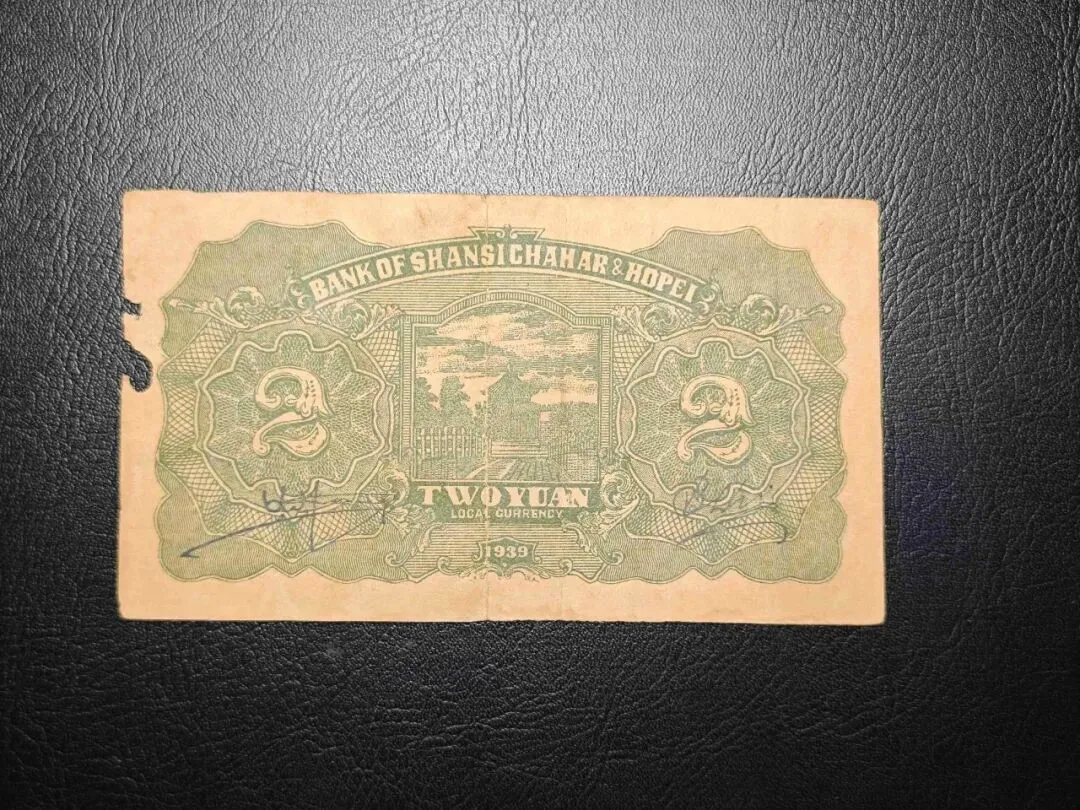 BANK OF SHANSI CHAHAR & HOPEI
2 2
TWO YUAN
LOCAL CURRENCY
1939